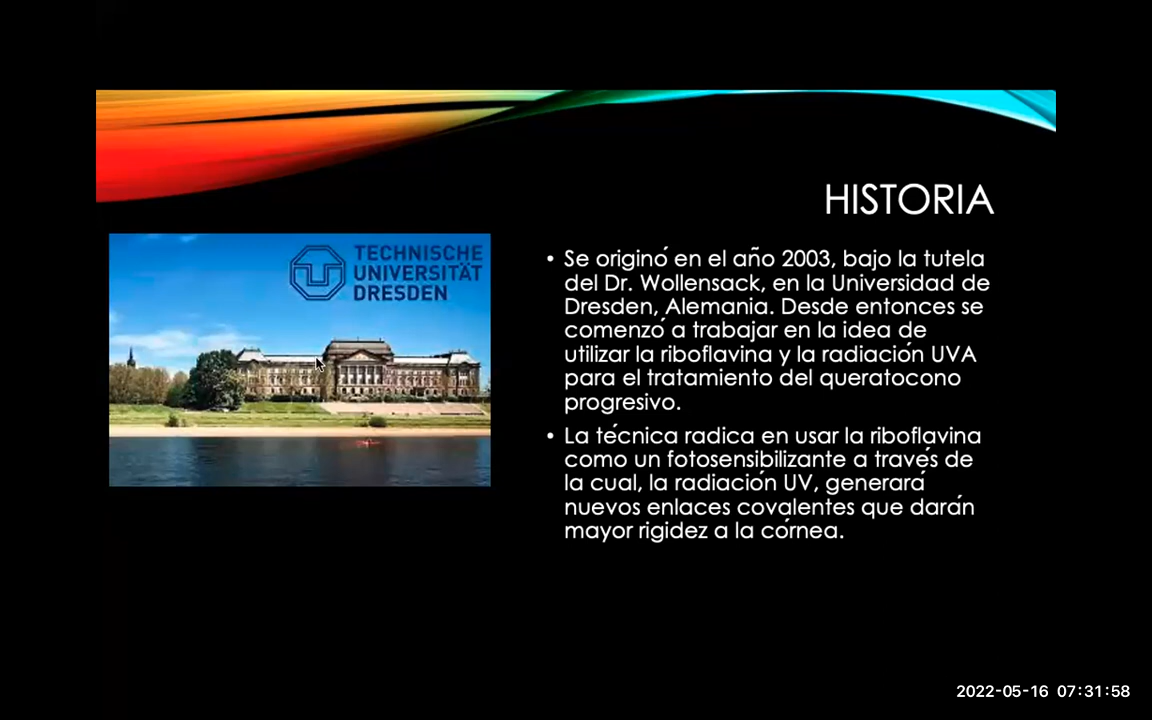 HISTORIA
TECHNISCHE
UNIVERSITÄT
DRESDEN
• Se originó en el año 2003, bajo la tutela
del Dr. Wollensack, en la Universidad de
Dresden, Alemania. Desde entonces se
comenzó a trabajar en la idea de
utilizar la riboflavina y la radiación UVA
para el tratamiento del queratocono
progresivo.
• La técnica radica en usar la riboflavina
como un fotosensibilizante a través de
la cual, la radiación UV, generará
nuevos enlaces covalentes que darán
mayor rigidez a la córnea.
2022-05-16 07:31:58